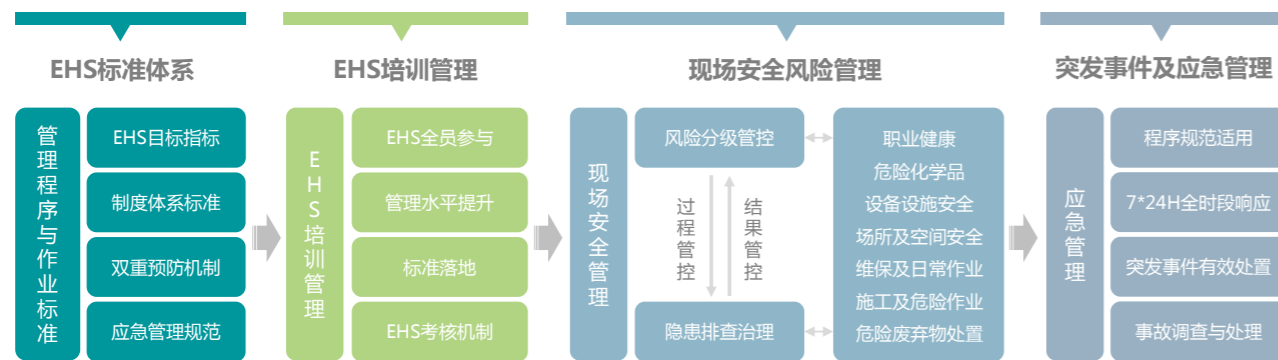 EHS标准体系
管理程序与作业标准
EHS目标指标
制度体系标准
双重预防机制
应急管理规范
EHS培训管理
EHS培训管理
EHS全员参与
管理水平提升
标准落地
EHS考核机制
现场安全风险管理
现场安全管理
风险分级管控
过程管控
结果管控
隐患排查治理
职业健康
危险化学品
设备设施安全
场所及空间安全
维保及日常作业
施工及危险作业
危险废弃物处置
突发事件及应急管理
应急管理
程序规范适用
7*24H全时段响应
突发事件有效处置
事故调查与处理